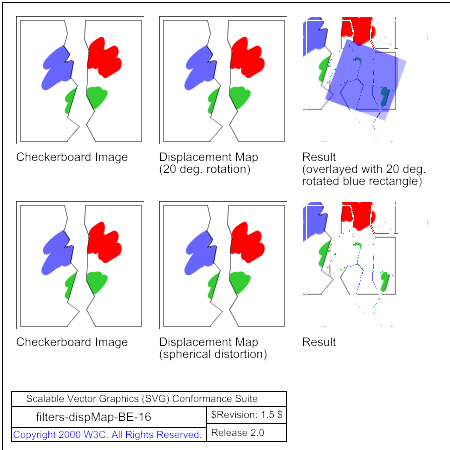 Checkerboard Image
Displacement Map
(20 deg. rotation)
Result
(overlayed with 20 deg.
rotated blue rectangle)
Checkerboard Image
Displacement Map
(spherical distortion)
Result
Scalable Vector Graphics (SVG) Conformance Suite
filters-dispMap-BE-16
$Revision: 1.5 $
Copyright 2000 W3C. All Rights Reserved.
Release 2.0